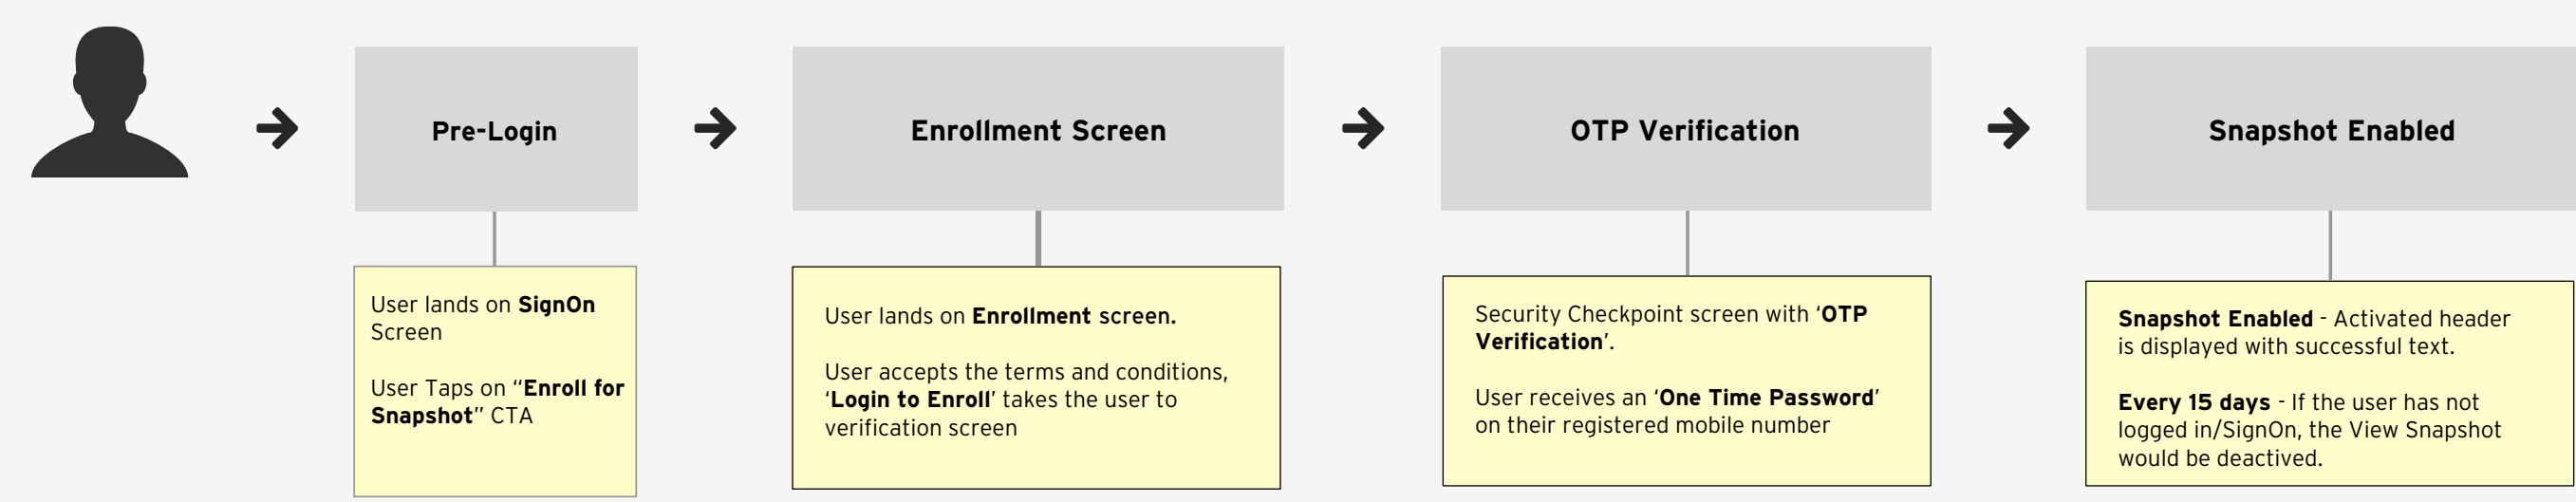 Pre-Login
Enrollment Screen
OTP Verification
Snapshot Enabled
User lands on SignOn
Screen
User Taps on “Enroll for
Snapshot” CTA
User lands on Enrollment screen.
User accepts the terms and conditions,
‘Login to Enroll’ takes the user to
verification screen
Security Checkpoint screen with ‘OTP
Verification’.
User receives an ‘One Time Password’
on their registered mobile number
Snapshot Enabled - Activated header
is displayed with successful text.
Every 15 days - If the user has not
logged in/SignOn, the View Snapshot
would be deactived.